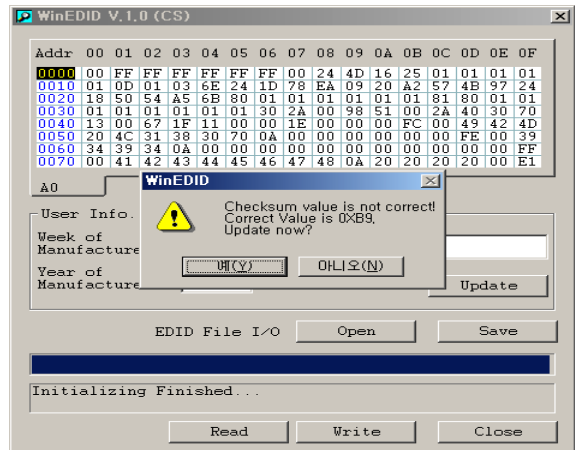 WinEDID V,1,0 (CS)
Addr 00 01 02 03 04 05 06 07 08 09 0A 0B 0C 0D 0E 0F
0000 00 FF FF FF FF FF FF 00 24 4D 16 25 01 01 01 01
0010 01 0D 01 03 6E 24 1D 78 EA 09 20 A2 57 4B 97 24
0020 18 50 54 A5 6B 80 01 01 01 01 01 01 81 80 01 01
0030 01 01 01 01 01 01 30 2A 00 98 51 00 2A 40 30 70
0040 13 00 67 1F 11 00 00 1E 00 00 00 FC 00 49 42 4D
0050 20 4C 31 38 30 70 0A 00 00 00 00 00 00 FE 00 39
0060 34 39 34 0A 00 00 00 00 00 00 00 00 00 00 00 FF
0070 00 41 42 43 44 45 46 47 48 0A 20 20 20 20 00 E1
A0
WinEDID
Checksum value is not correct!
Correct Value is 0XB9,
Update now?
예(Y) 아니오(N)
User Info.
Week of
Manufacture
Year of
Manufacture
Update
EDID File I/O Open Save
Initializing Finished...
Read Write Close